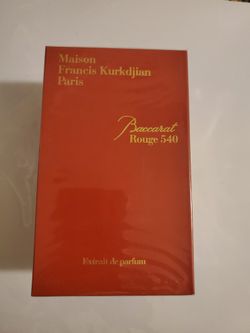 Maison
Francis Kurkdjian
Paris
Baccarat
Rouge 540
Extrait de parfum